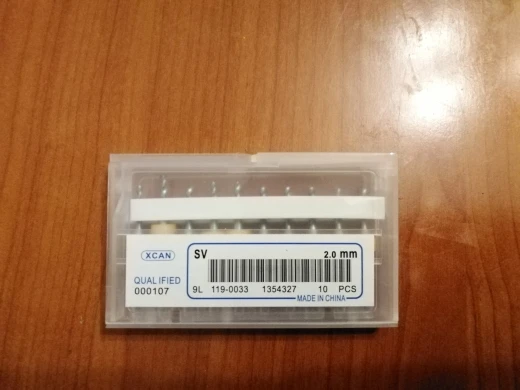 XCAN
SV 2.0 mm
QUALIFIED
000107
9L 119-0033 1354327 10 PCS
MADE IN CHINA